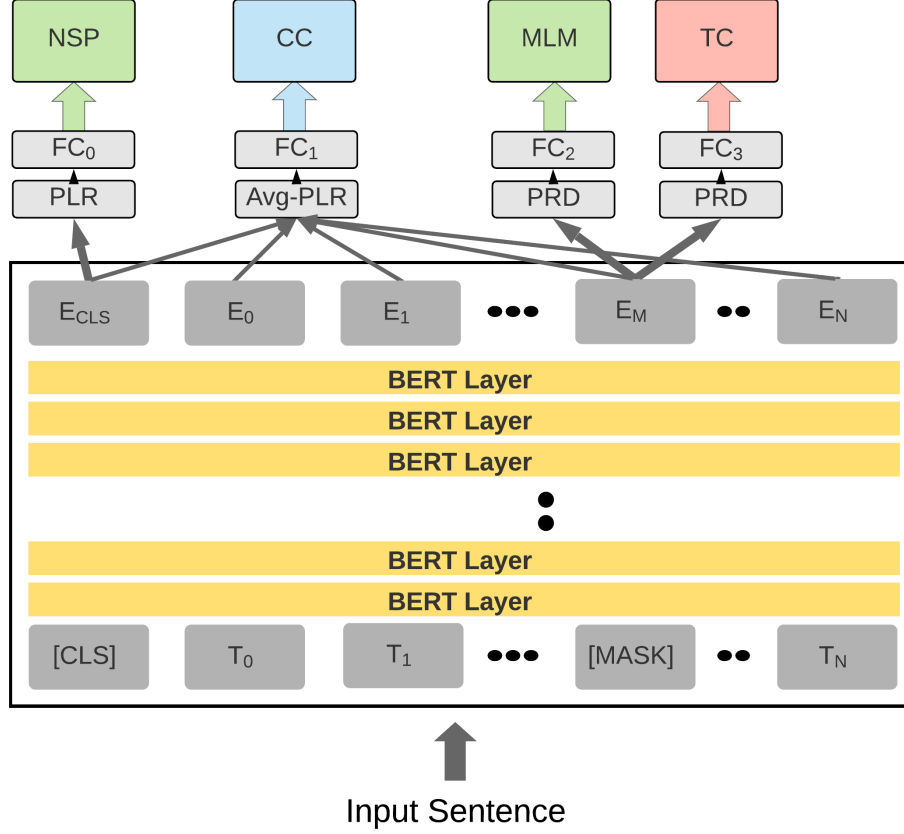 NSP CC MLM TC
FC0 FC1 FC2 FC3
PLR Avg-PLR PRD PRD
ECLS E0 E1 EM EN
BERT Layer
BERT Layer
BERT Layer
BERT Layer
BERT Layer
[CLS] T0 T1 [MASK] TN
Input Sentence